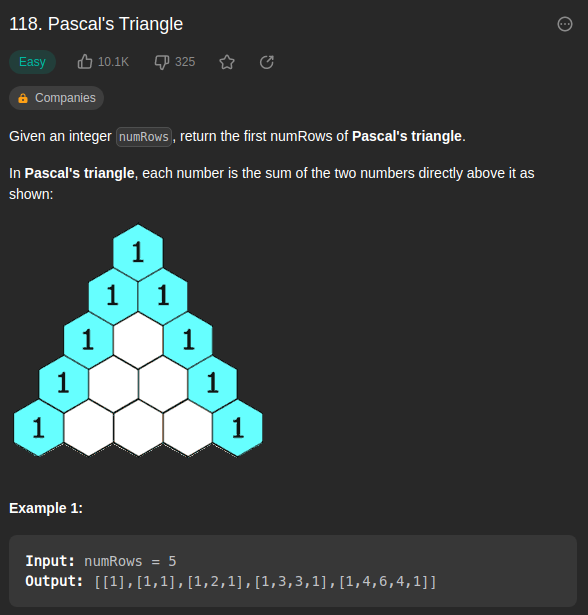 118. Pascal's Triangle
Easy 10.1K 325
Companies
Given an integer numRows, return the first numRows of Pascal's triangle.
In Pascal's triangle, each number is the sum of the two numbers directly above it as
shown:
1
1 1
1 1
1 1
1 1
Example 1:
Input: numRows = 5
Output: [[1],[1,1],[1,2,1],[1,3,3,1],[1,4,6,4,1]]